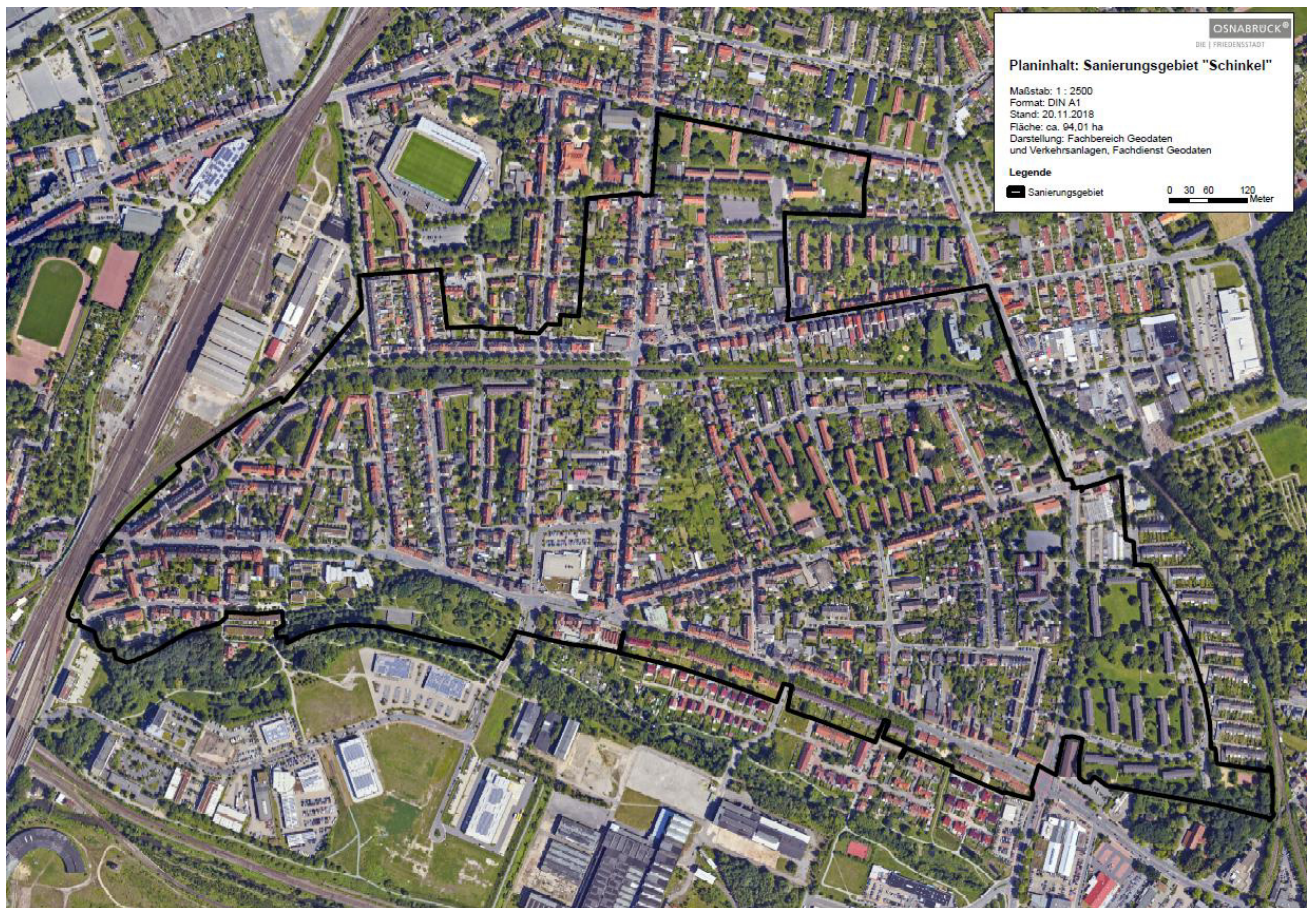 OSNABRÜCK®
DIE | FRIEDENSSTADT
Planinhalt: Sanierungsgebiet "Schinkel"
Maßstab: 1 : 2500
Format: DIN A1
Stand: 20.11.2018
Fläche: ca. 94,01 ha
Darstellung: Fachbereich Geodaten
und Verkehrsanlagen, Fachdienst Geodaten
Legende
Sanierungsgebiet
0 30 60 120
Meter